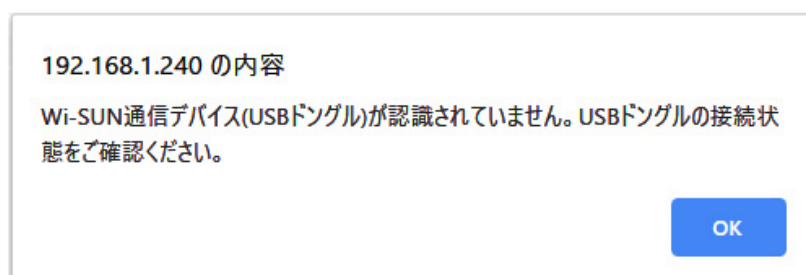 192.168.1.240 の内容
Wi-SUN通信デバイス(USBドングル)が認識されていません。USBドングルの接続状
態をご確認ください。
OK